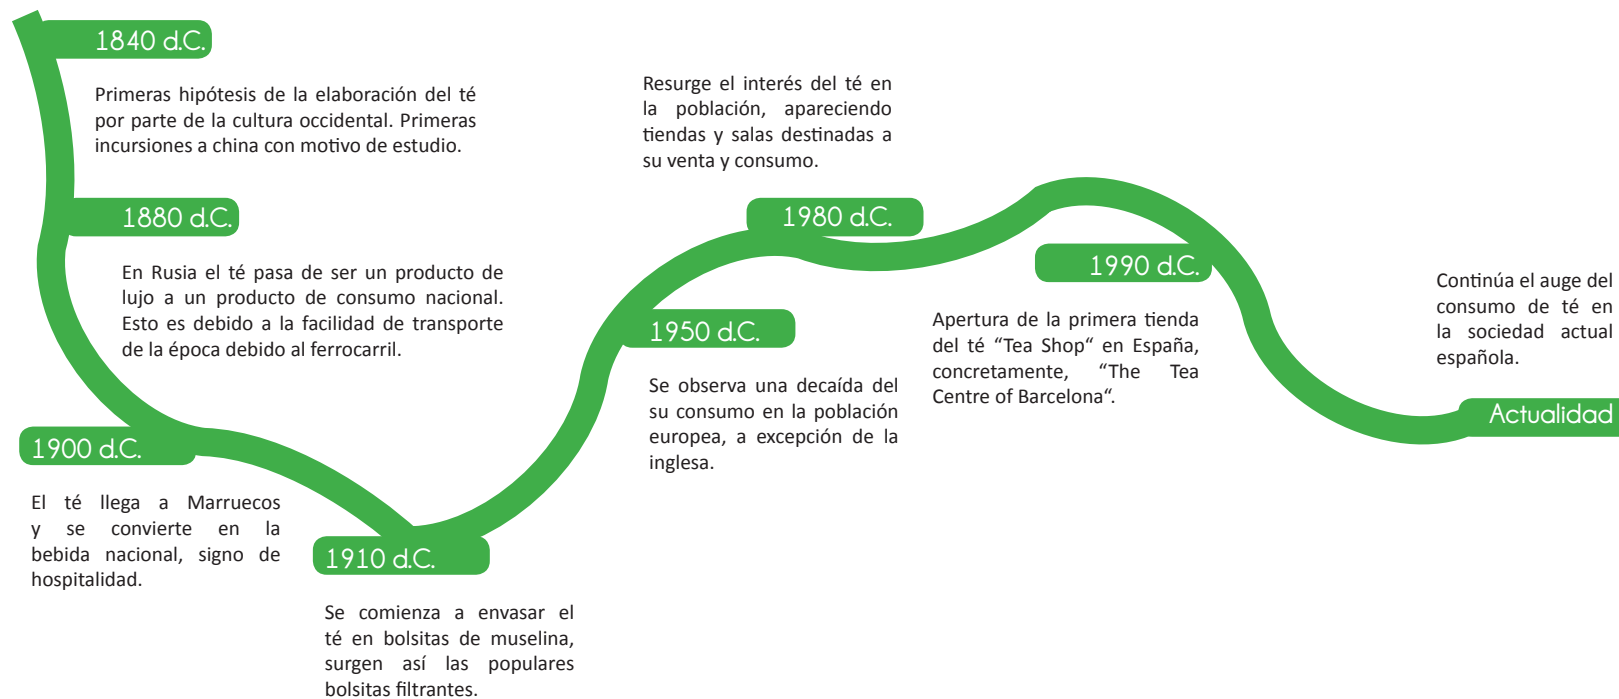 1840 d.C.
Primeras hipótesis de la elaboración del té
por parte de la cultura occidental. Primeras
incursiones a china con motivo de estudio.
1880 d.C.
En Rusia el té pasa de ser un producto de
lujo a un producto de consumo nacional.
Esto es debido a la facilidad de transporte
de la época debido al ferrocarril.
1900 d.C.
El té llega a Marruecos
y se convierte en la
bebida nacional, signo de
hospitalidad.
1910 d.C.
Se comienza a envasar el
té en bolsitas de muselina,
surgen así las populares
bolsitas filtrantes.
1950 d.C.
Se observa una decaída del
su consumo en la población
europea, a excepción de la
inglesa.
Resurge el interés del té en
la población, apareciendo
tiendas y salas destinadas a
su venta y consumo.
1980 d.C.
1990 d.C.
Apertura de la primera tienda
del té “Tea Shop“ en España,
concretamente, “The Tea
Centre of Barcelona“.
Continúa el auge del
consumo de té en
la sociedad actual
española.
Actualidad